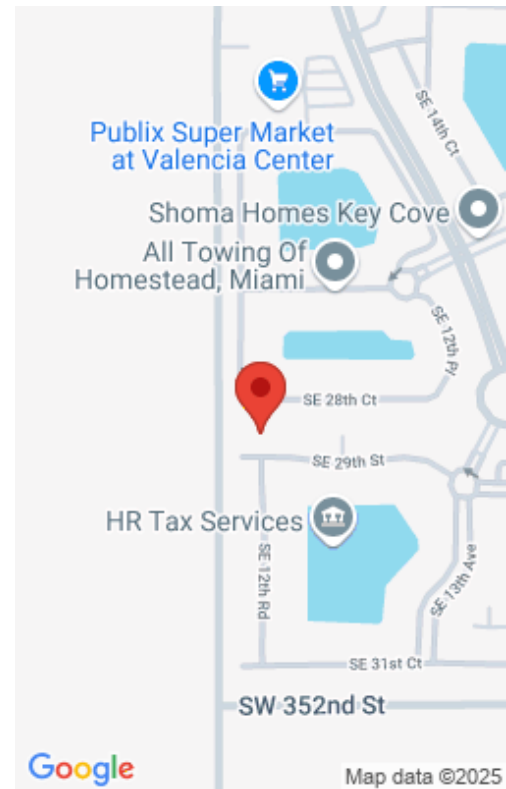 Publix Super Market
at Valencia Center
SE 14th Ct
Shoma Homes Key Cove
All Towing Of
Homestead, Miami
SE 12th Py
SE 28th Ct
SE 29th St
HR Tax Services
SE 12th Rd
SE 13th Ave
SE 31st Ct
SW 352nd St
Google
Map data ©2025